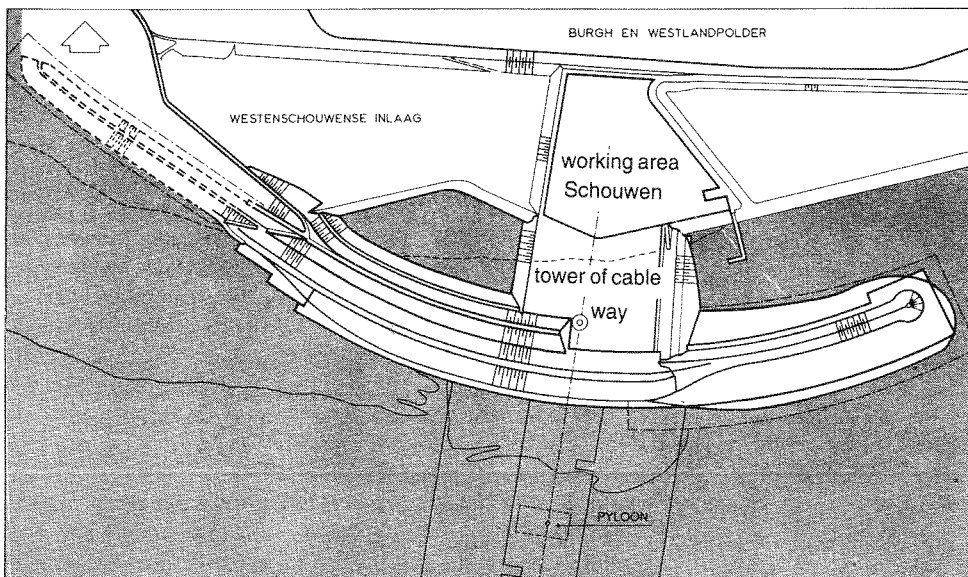 BURGH EN WESTLANDPOLDER
WESTENSCHOUWENSE INLAAG
working area
Schouwen
tower of cable
way
PYLOON